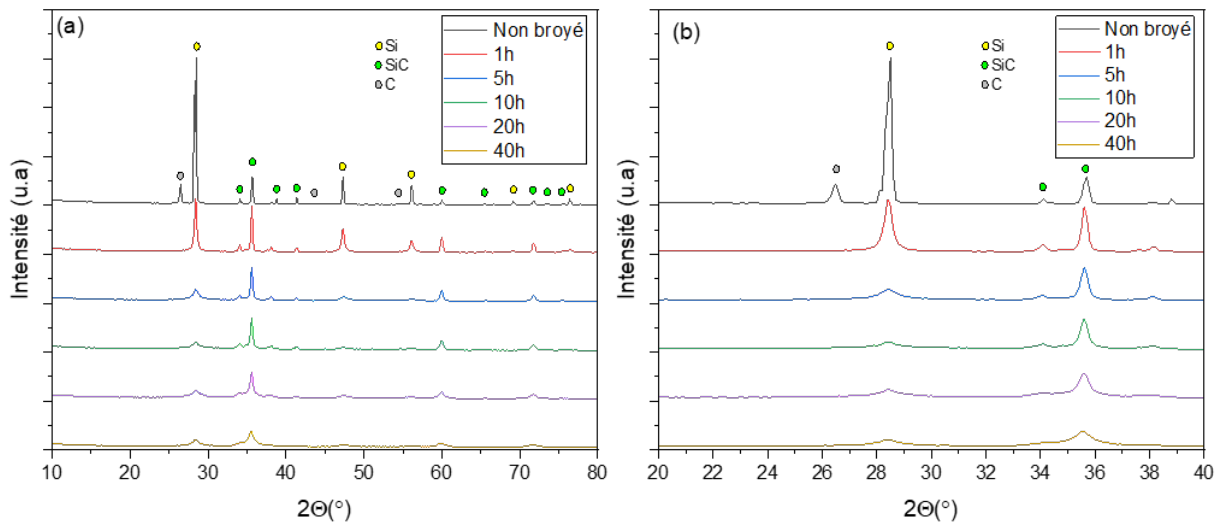 (a)
Si
SiC
C
Non broyé
1h
5h
10h
20h
40h
Intensité (u.a)
10 20 30 40 50 60 70 80
2Θ(°)
(b)
Si
SiC
C
Non broyé
1h
5h
10h
20h
40h
Intensité (u.a)
20 22 24 26 28 30 32 34 36 38 40
2Θ(°)